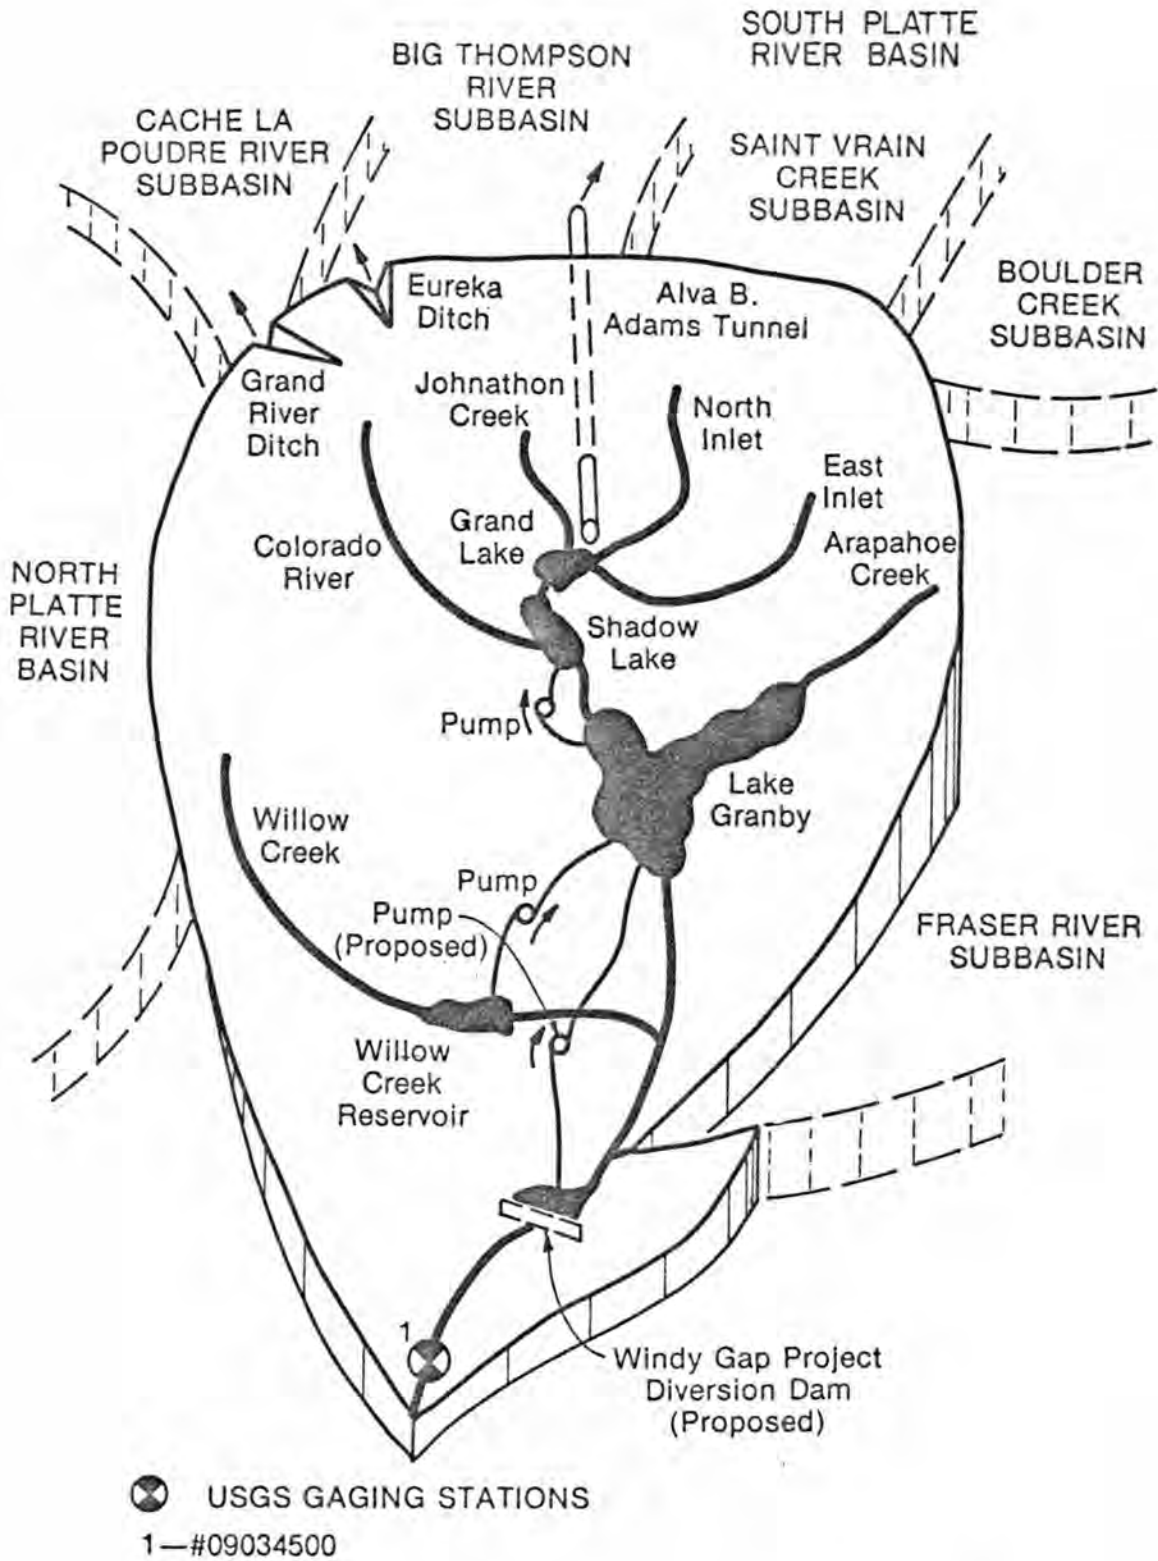 SOUTH PLATTE
RIVER BASIN
BIG THOMPSON
RIVER
SUBBASIN
CACHE LA
POUDRE RIVER
SUBBASIN
SAINT VRAIN
CREEK
SUBBASIN
BOULDER
CREEK
SUBBASIN
Eureka
Ditch
Alva B.
Adams Tunnel
Grand
River
Ditch
Johnathon
Creek
North
Inlet
East
Inlet
Grand
Lake
Colorado
River
Arapahoe
Creek
NORTH
PLATTE
RIVER
BASIN
Shadow
Lake
Pump
Lake
Granby
Willow
Creek
Pump
Pump
(Proposed)
FRASER RIVER
SUBBASIN
Willow
Creek
Reservoir
1
Windy Gap Project
Diversion Dam
(Proposed)
USGS GAGING STATIONS
1—#09034500